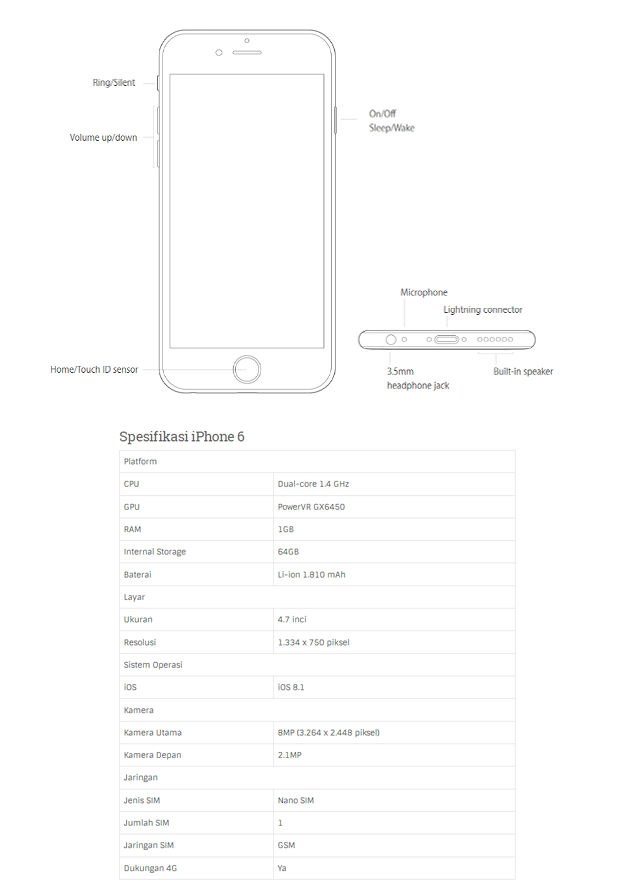 Ring/Silent
On/Off
Sleep/Wake
Volume up/down
Microphone
Lightning connector
Home/Touch ID sensor
3.5mm
headphone jack
Built-in speaker
Spesifikasi iPhone 6
Platform
CPU Dual-core 1.4 GHz
GPU PowerVR GX6450
RAM 1GB
Internal Storage 64GB
Baterai Li-ion 1.810 mAh
Layar
Ukuran 4.7 inci
Resolusi 1.334 x 750 piksel
Sistem Operasi
iOS iOS 8.1
Kamera
Kamera Utama 8MP (3.264 x 2.448 piksel)
Kamera Depan 2.1MP
Jaringan
Jenis SIM Nano SIM
Jumlah SIM 1
Jaringan SIM GSM
Dukungan 4G Ya